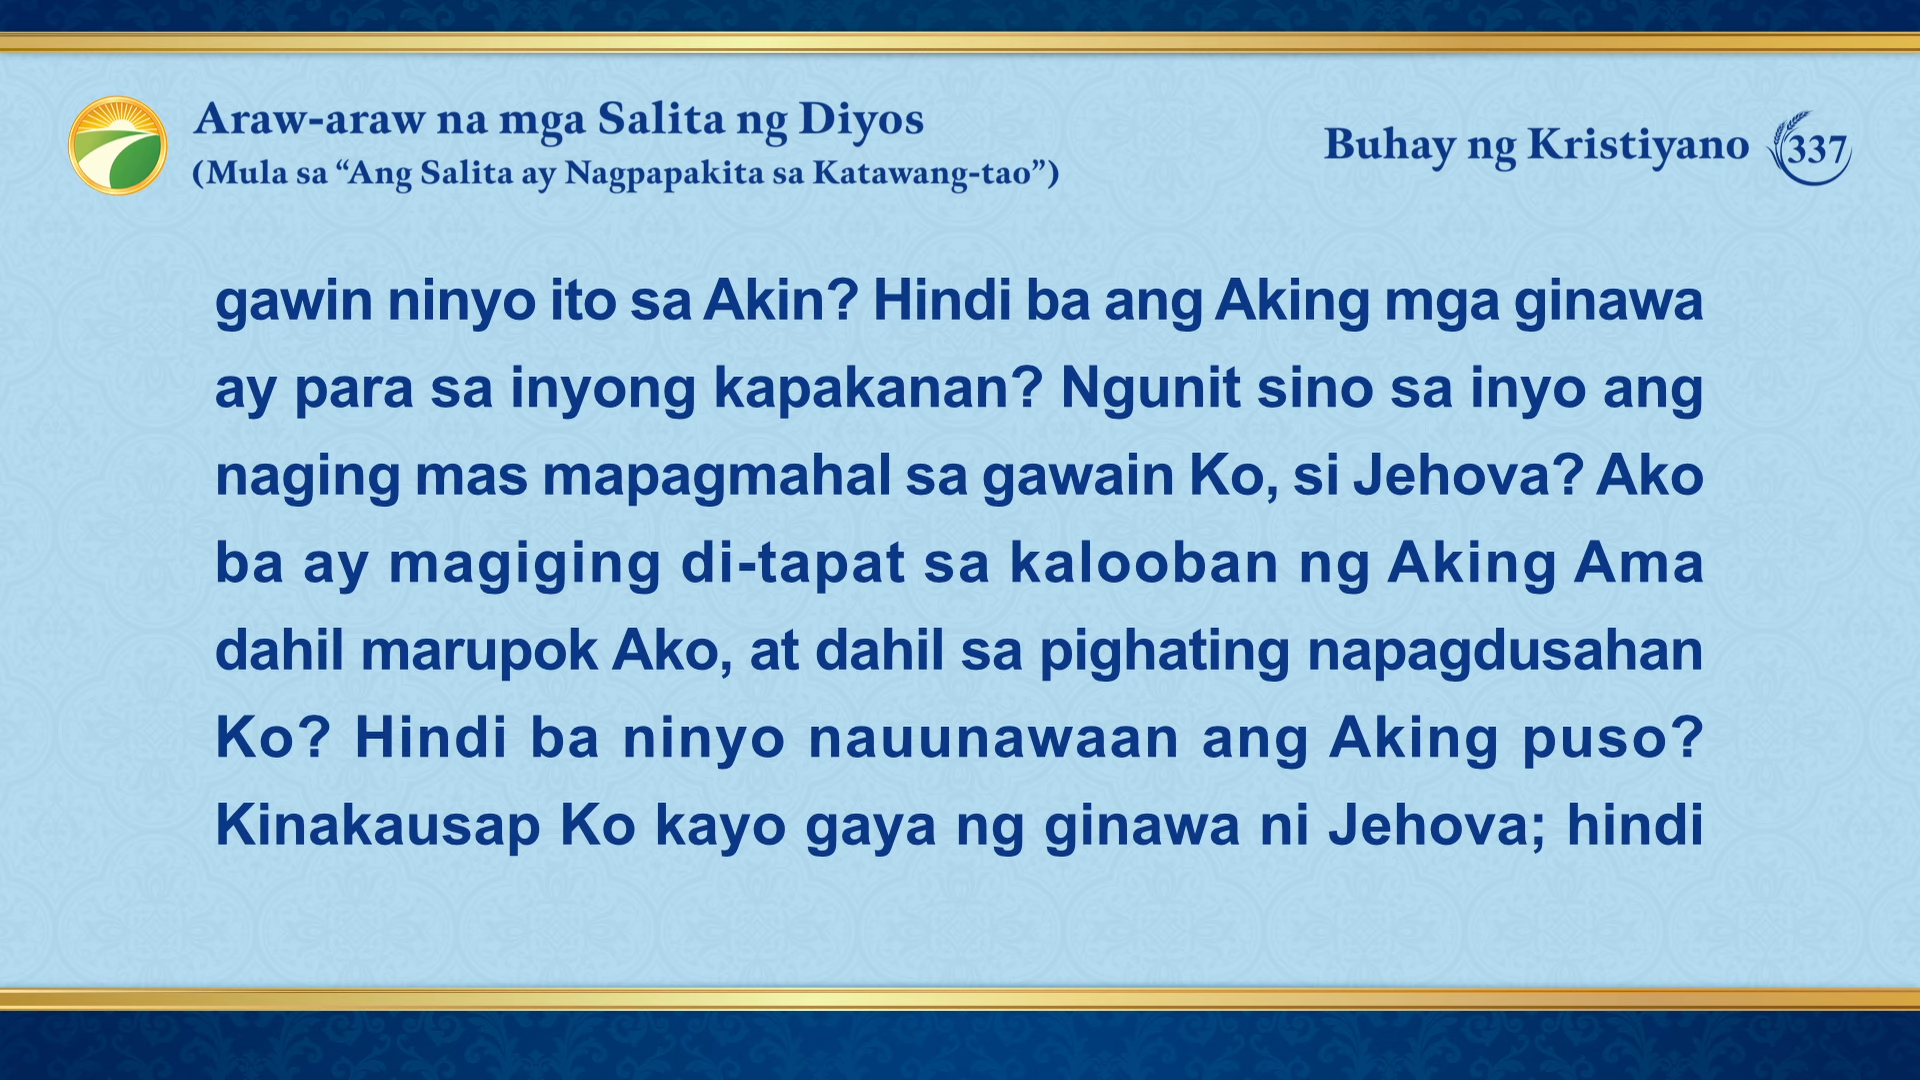 Araw-araw na mga Salita ng Diyos
(Mula sa “Ang Salita ay Nagpapakita sa Katawang-tao”)
Buhay ng Kristiyano 337
gawin ninyo ito sa Akin? Hindi ba ang Aking mga ginawa
ay para sa inyong kapakanan? Ngunit sino sa inyo ang
naging mas mapagmahal sa gawain Ko, si Jehova? Ako
ba ay magiging di-tapat sa kalooban ng Aking Ama
dahil marupok Ako, at dahil sa pighating napagdusahan
Ko? Hindi ba ninyo nauunawaan ang Aking puso?
Kinakausap Ko kayo gaya ng ginawa ni Jehova; hindi